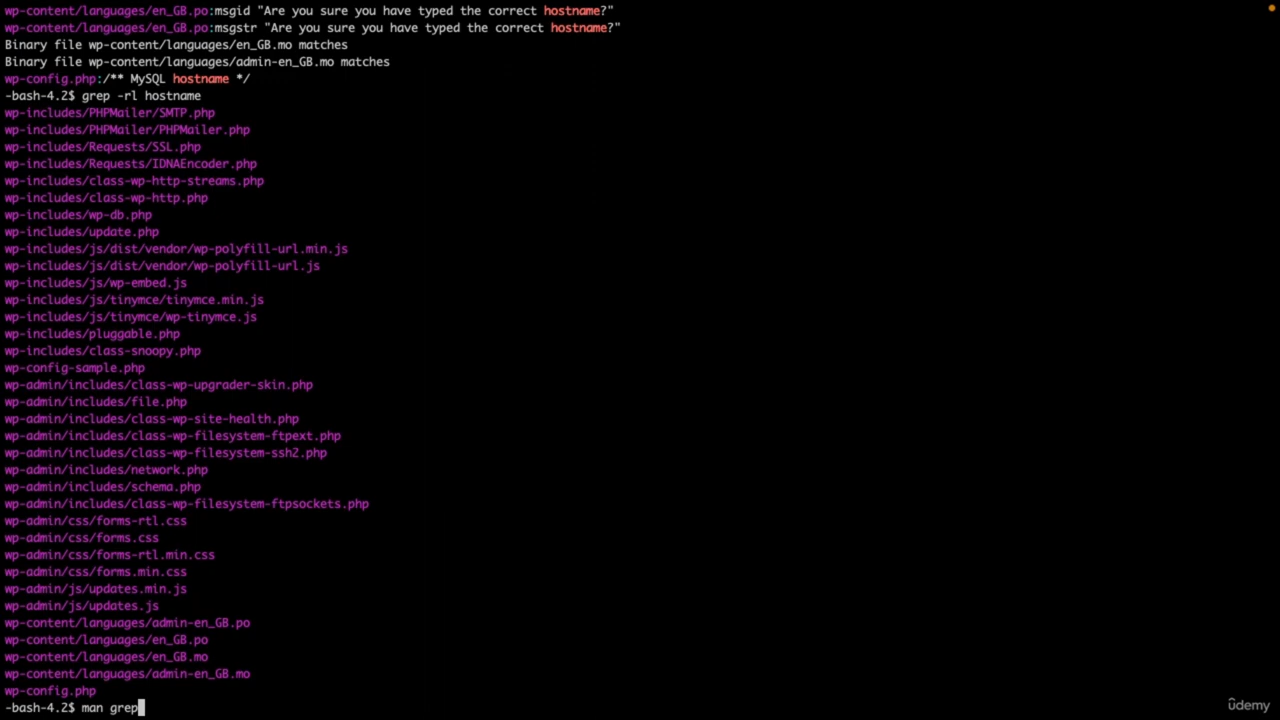 wp-content/languages/en_GB.po:msgid "Are you sure you have typed the correct hostname?"
wp-content/languages/en_GB.po:msgstr "Are you sure you have typed the correct hostname?"
Binary file wp-content/languages/en_GB.mo matches
Binary file wp-content/languages/admin-en_GB.mo matches
wp-config.php:/** MySQL hostname */
-bash-4.2$ grep -rl hostname
wp-includes/PHPMailer/SMTP.php
wp-includes/PHPMailer/PHPMailer.php
wp-includes/Requests/SSL.php
wp-includes/Requests/IDNAEncoder.php
wp-includes/class-wp-http-streams.php
wp-includes/class-wp-http.php
wp-includes/wp-db.php
wp-includes/update.php
wp-includes/js/dist/vendor/wp-polyfill-url.min.js
wp-includes/js/dist/vendor/wp-polyfill-url.js
wp-includes/js/wp-embed.js
wp-includes/js/tinymce/tinymce.min.js
wp-includes/js/tinymce/wp-tinymce.js
wp-includes/pluggable.php
wp-includes/class-snoopy.php
wp-config-sample.php
wp-admin/includes/class-wp-upgrader-skin.php
wp-admin/includes/file.php
wp-admin/includes/class-wp-site-health.php
wp-admin/includes/class-wp-filesystem-ftpext.php
wp-admin/includes/class-wp-filesystem-ssh2.php
wp-admin/includes/network.php
wp-admin/includes/schema.php
wp-admin/includes/class-wp-filesystem-ftpsockets.php
wp-admin/css/forms-rtl.css
wp-admin/css/forms.css
wp-admin/css/forms-rtl.min.css
wp-admin/css/forms.min.css
wp-admin/js/updates.min.js
wp-admin/js/updates.js
wp-content/languages/admin-en_GB.po
wp-content/languages/en_GB.po
wp-content/languages/en_GB.mo
wp-content/languages/admin-en_GB.mo
wp-config.php
-bash-4.2$ man grep
ûdemy